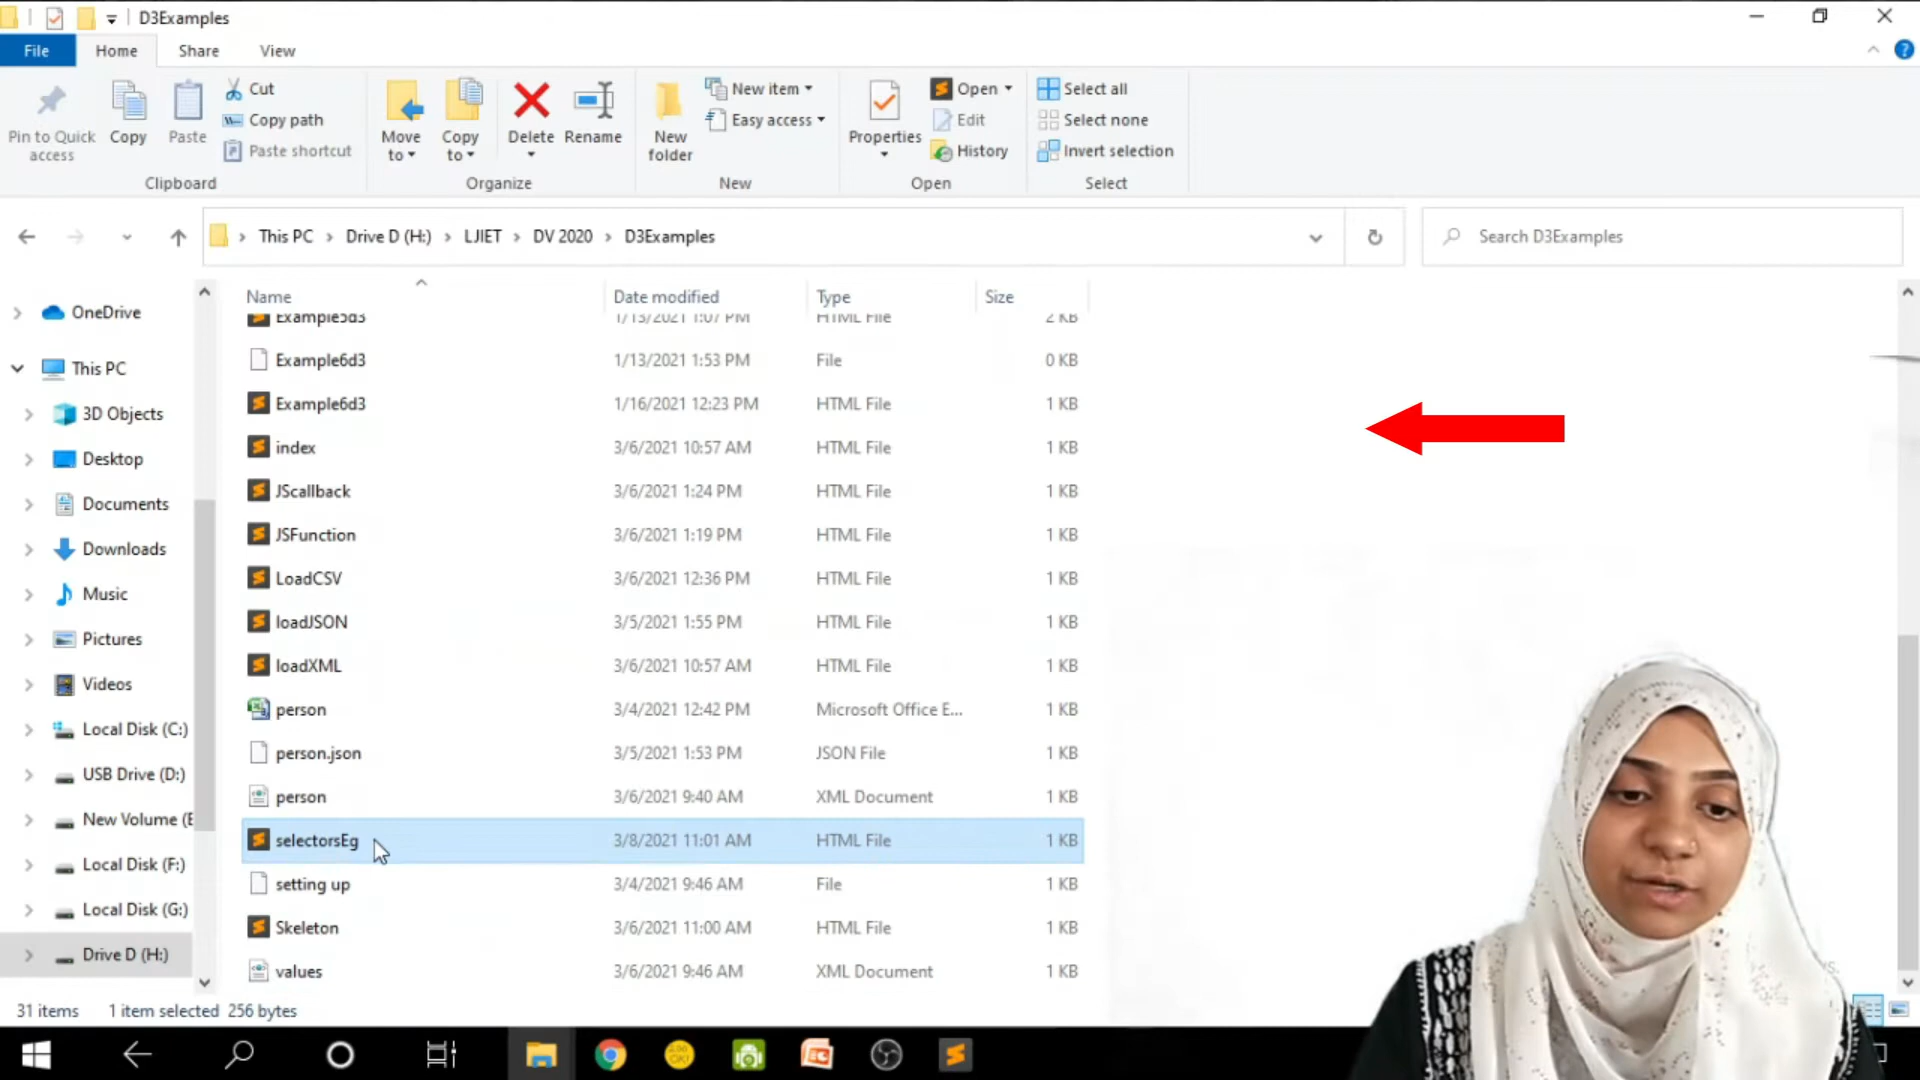 D3Examples
File Home Share View
Pin to Quick access
Copy
Paste
Cut
Copy path
Paste shortcut
Clipboard
Move to
Copy to
Delete
Rename
Organize
New folder
New item
Easy access
New
Properties
Open
Edit
History
Open
Select all
Select none
Invert selection
Select
This PC Drive D (H:) LJIET DV 2020 D3Examples
Search D3Examples
OneDrive
This PC
3D Objects
Desktop
Documents
Downloads
Music
Pictures
Videos
Local Disk (C:)
USB Drive (D:)
New Volume (E
Local Disk (F:)
Local Disk (G:)
Drive D (H:)
Name Date modified Type Size
Example5d3 1/13/2021 1:07 PM HTML File 2 KB
Example6d3 1/13/2021 1:53 PM File 0 KB
Example6d3 1/16/2021 12:23 PM HTML File 1 KB
index 3/6/2021 10:57 AM HTML File 1 KB
JScallback 3/6/2021 1:24 PM HTML File 1 KB
JSFunction 3/6/2021 1:19 PM HTML File 1 KB
LoadCSV 3/6/2021 12:36 PM HTML File 1 KB
loadJSON 3/5/2021 1:55 PM HTML File 1 KB
loadXML 3/6/2021 10:57 AM HTML File 1 KB
person 3/4/2021 12:42 PM Microsoft Office E... 1 KB
person.json 3/5/2021 1:53 PM JSON File 1 KB
person 3/6/2021 9:40 AM XML Document 1 KB
selectorsEg 3/8/2021 11:01 AM HTML File 1 KB
setting up 3/4/2021 9:46 AM File 1 KB
Skeleton 3/6/2021 11:00 AM HTML File 1 KB
values 3/6/2021 9:46 AM XML Document 1 KB
31 items 1 item selected 256 bytes